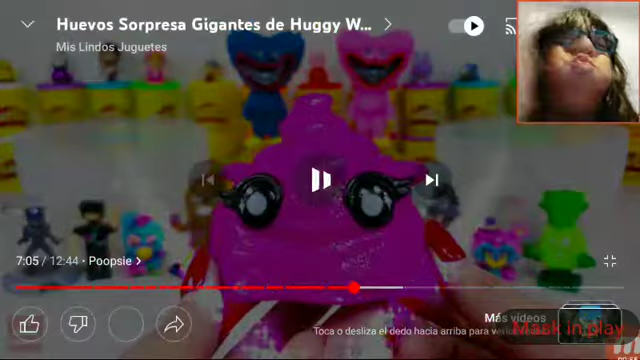 Huevos Sorpresa Gigantes de Huggy W...
Mis Lindos Juguetes
7:05 / 12:44 • Poopsie >
Más vídeos
Toca o desliza el dedo hacia arriba para
Mask in play